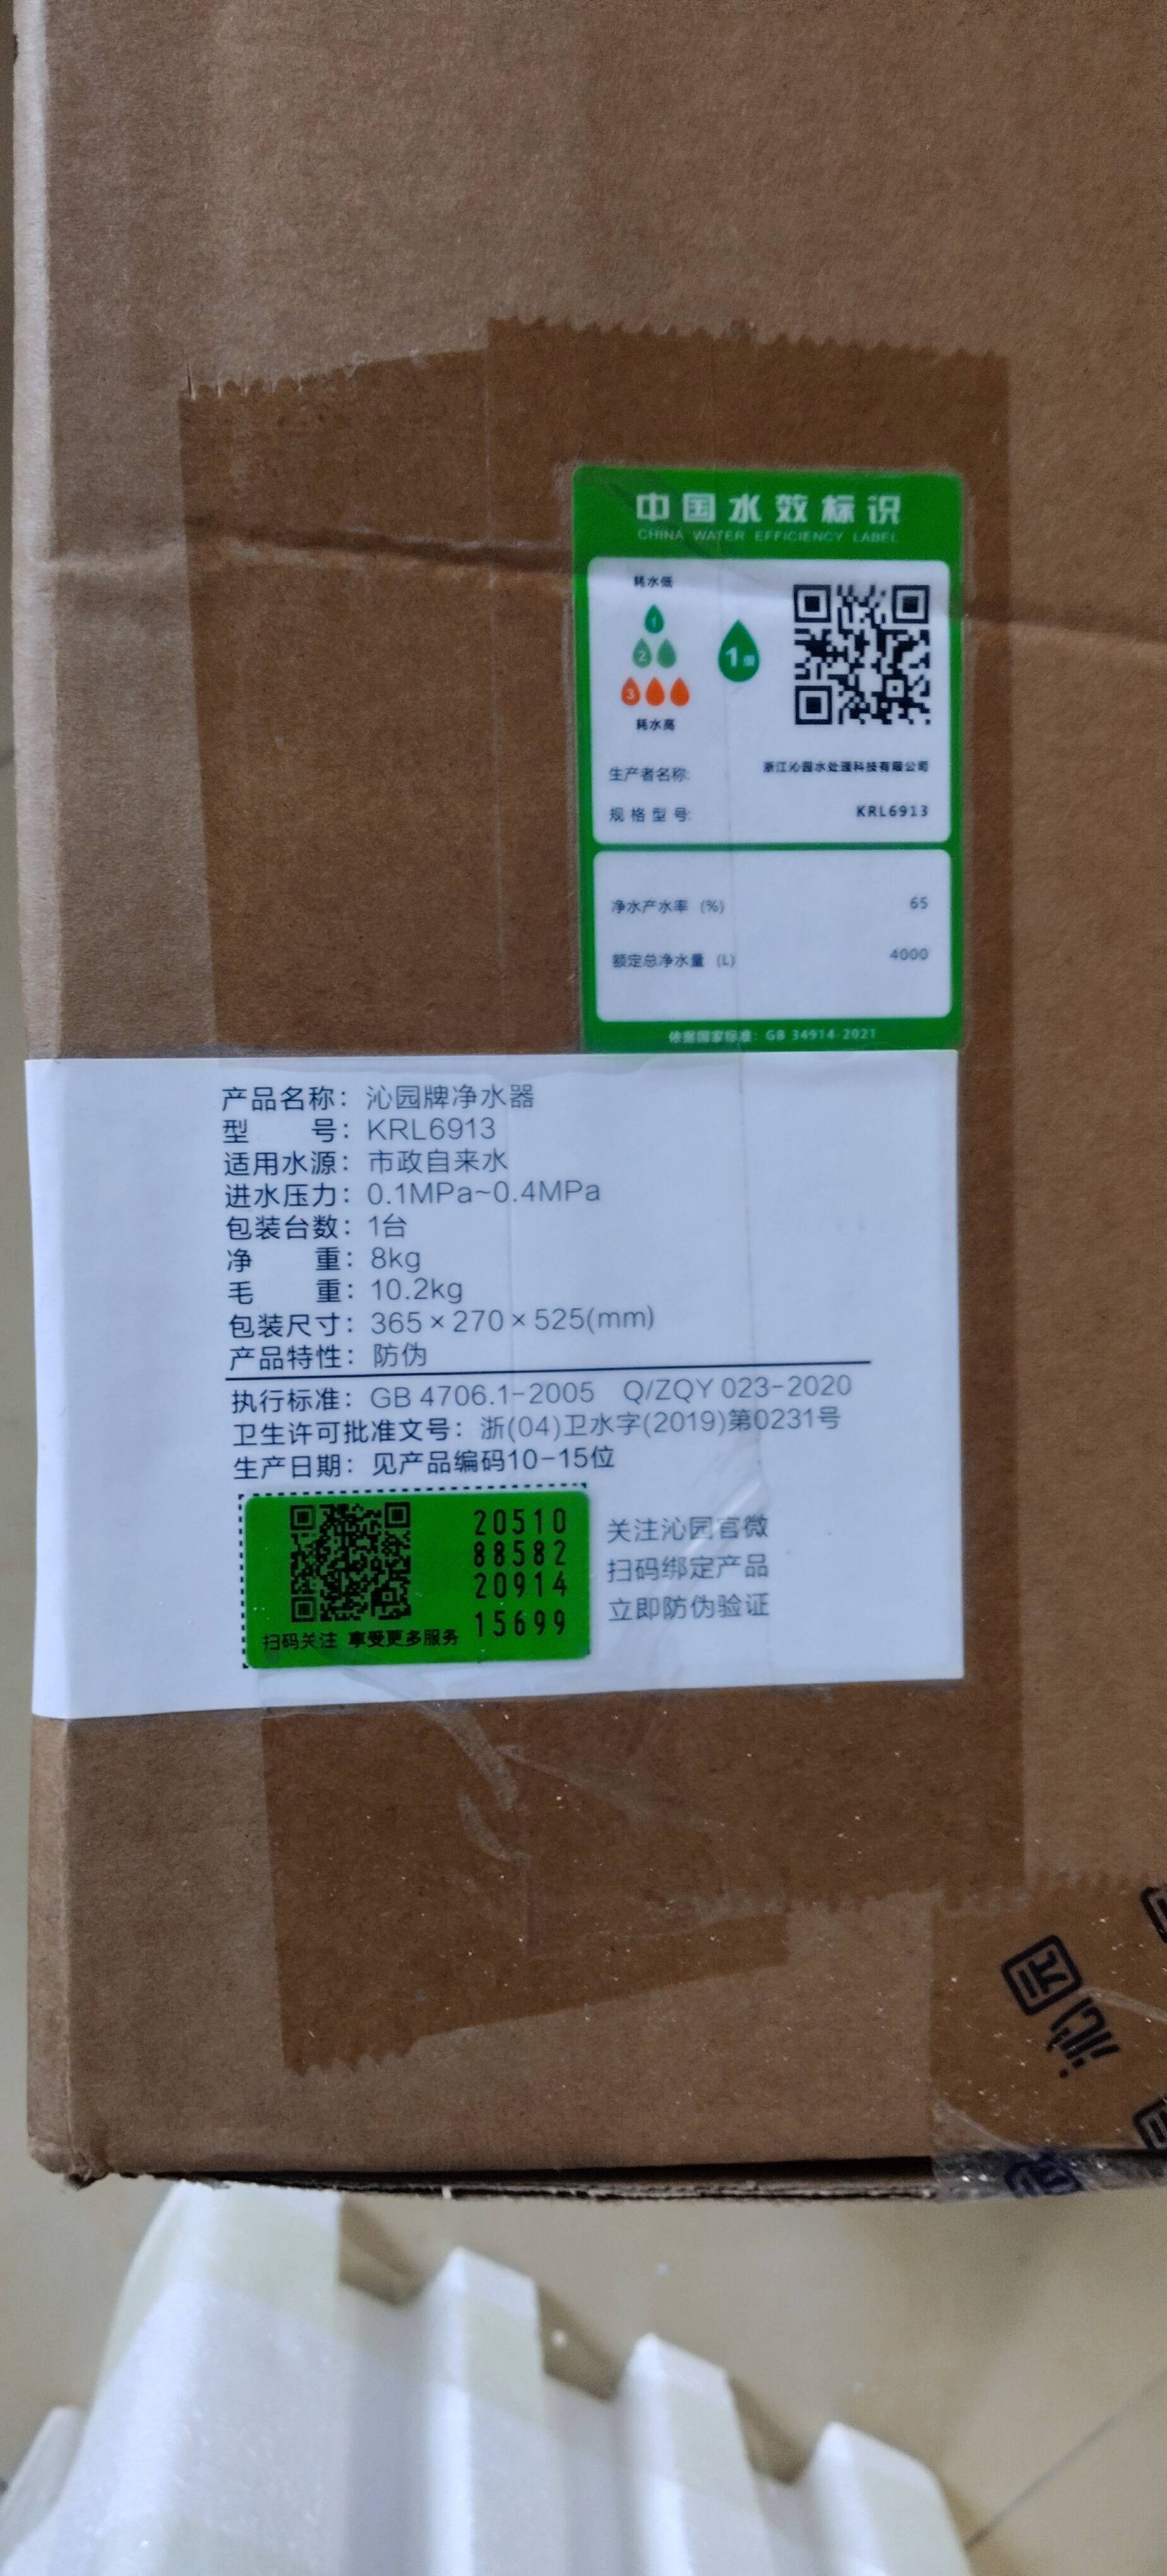 中国水效标识
CHINA WATER EFFICIENCY LABEL
耗水低
1
2
3
耗水高
1级
生产者名称: 浙江沁园水处理科技有限公司
规格型号: KRL6913
净水产水率 (%) 65
额定总净水量 (L) 4000
依据国家标准: GB 34914-2021
产品名称: 沁园牌净水器
型 号: KRL6913
适用水源: 市政自来水
进水压力: 0.1MPa~0.4MPa
包装台数: 1台
净 重: 8kg
毛 重: 10.2kg
包装尺寸: 365×270×525(mm)
产品特性: 防伪
执行标准: GB 4706.1-2005 Q/ZQY 023-2020
卫生许可批准文号: 浙(04)卫水字(2019)第0231号
生产日期: 见产品编码10-15位
20510
88582
20914
15699
扫码关注 享受更多服务
关注沁园官微
扫码绑定产品
立即防伪验证
沁园